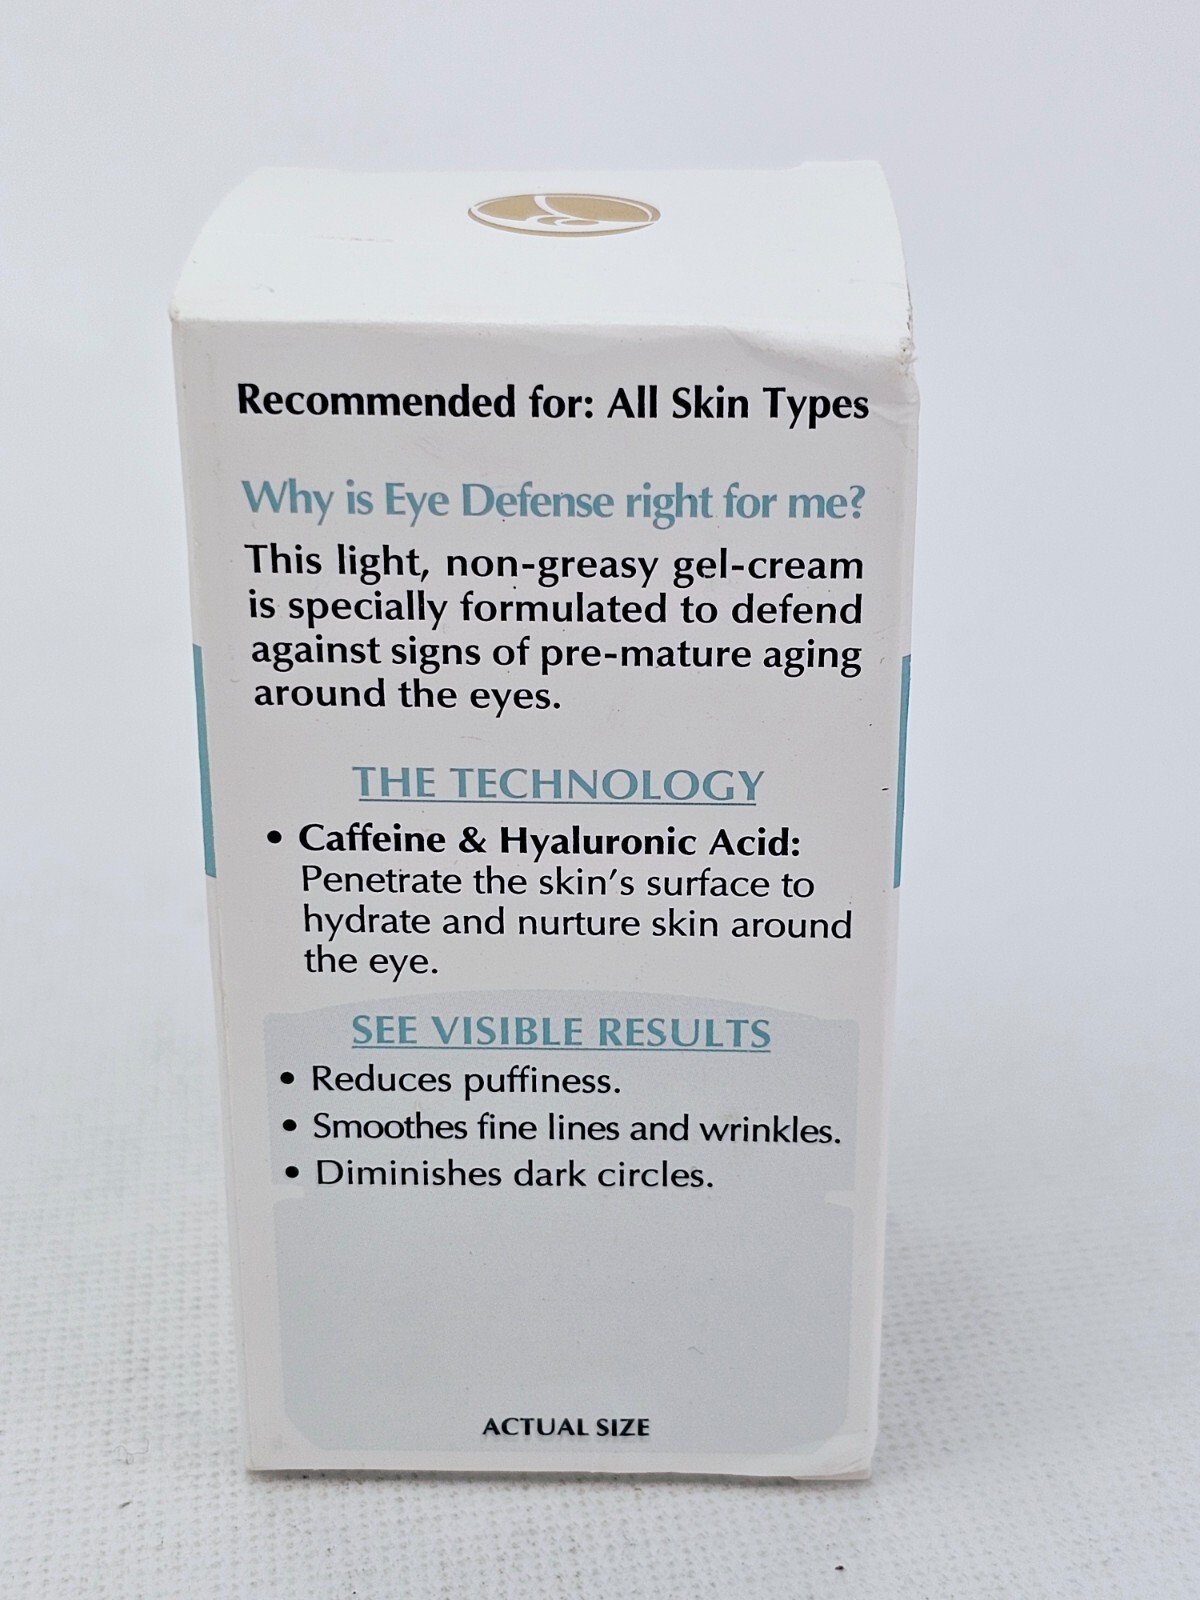 Recommended for: All Skin Types
Why is Eye Defense right for me?
This light, non-greasy gel-cream
is specially formulated to defend
against signs of pre-mature aging
around the eyes.
THE TECHNOLOGY
• Caffeine & Hyaluronic Acid:
Penetrate the skin's surface to
hydrate and nurture skin around
the eye.
SEE VISIBLE RESULTS
• Reduces puffiness.
• Smoothes fine lines and wrinkles.
• Diminishes dark circles.
ACTUAL SIZE